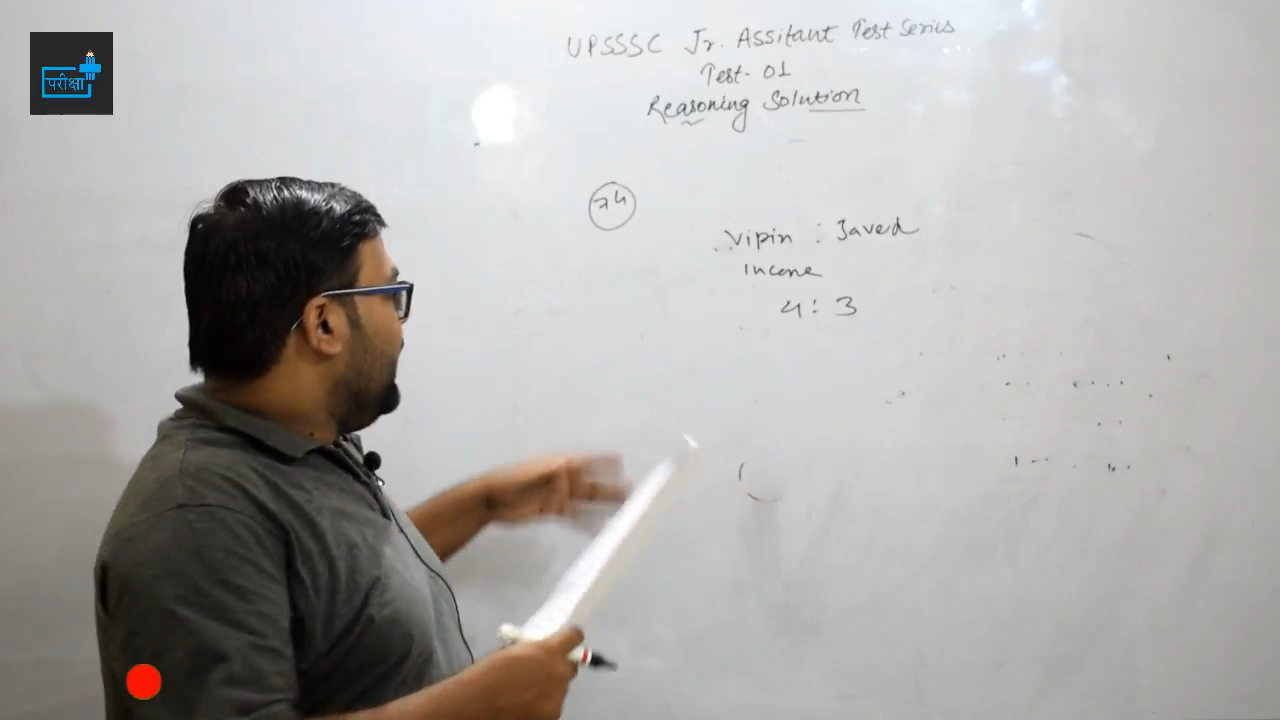 परीक्षा
UPSSSC Jr. Assitant Test Series
Test-01
Reasoning Solution
74
Vipin : Javed
Income
4 : 3